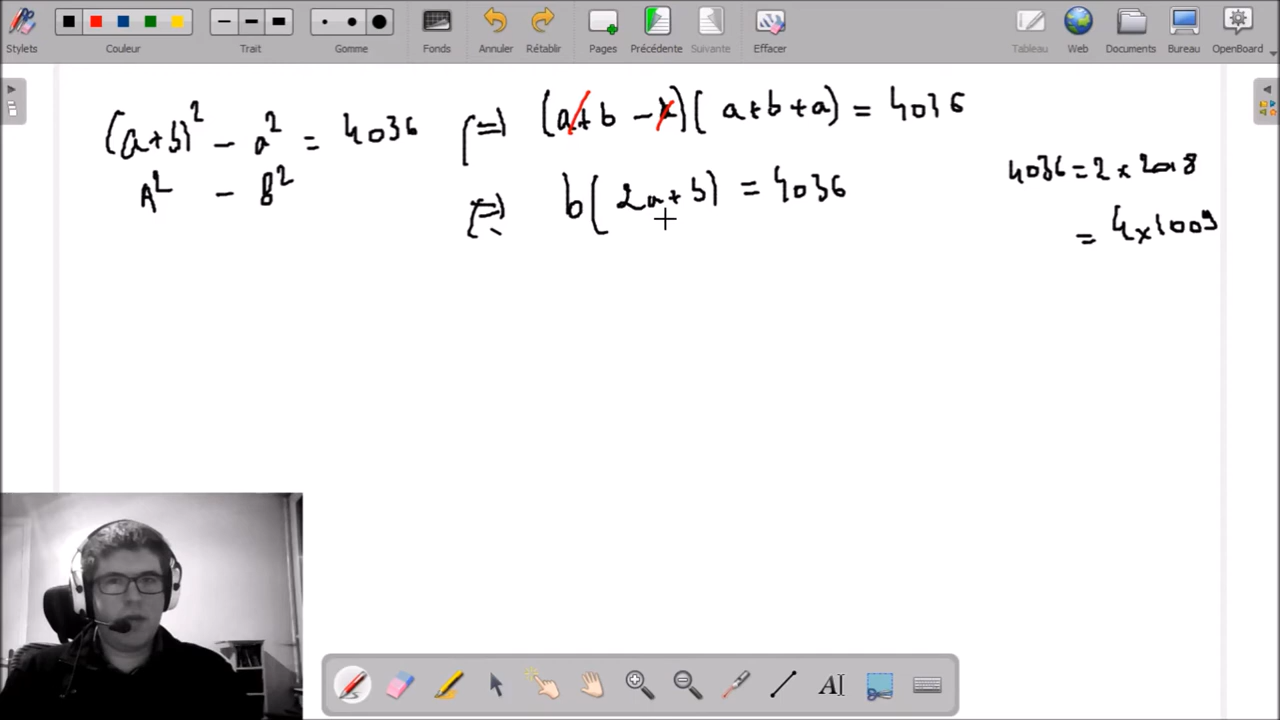 Stylets Couleur Trait Gomme Fonds Annuler Rétablir Pages Précédente Suivante Effacer Tableau Web Documents Bureau OpenBoard
(a+b)² - a² = 4036 (=) (a+b-a)(a+b+a) = 4036
A² - B²
(=) b(2a+b) = 4036
4036 = 2 × 2018
= 4×1009
AI